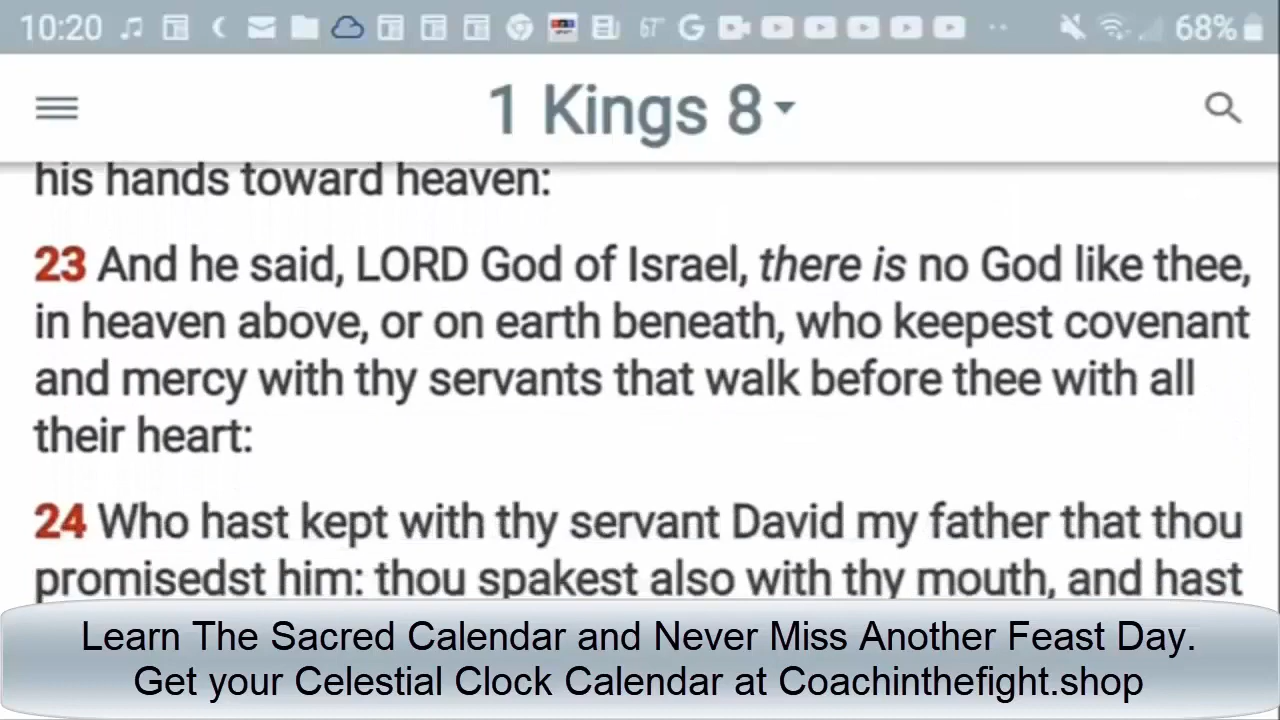 10:20 68%
1 Kings 8
his hands toward heaven:
23 And he said, LORD God of Israel, there is no God like thee,
in heaven above, or on earth beneath, who keepest covenant
and mercy with thy servants that walk before thee with all
their heart:
24 Who hast kept with thy servant David my father that thou
promisedst him: thou spakest also with thy mouth, and hast
Learn The Sacred Calendar and Never Miss Another Feast Day.
Get your Celestial Clock Calendar at Coachinthefight.shop